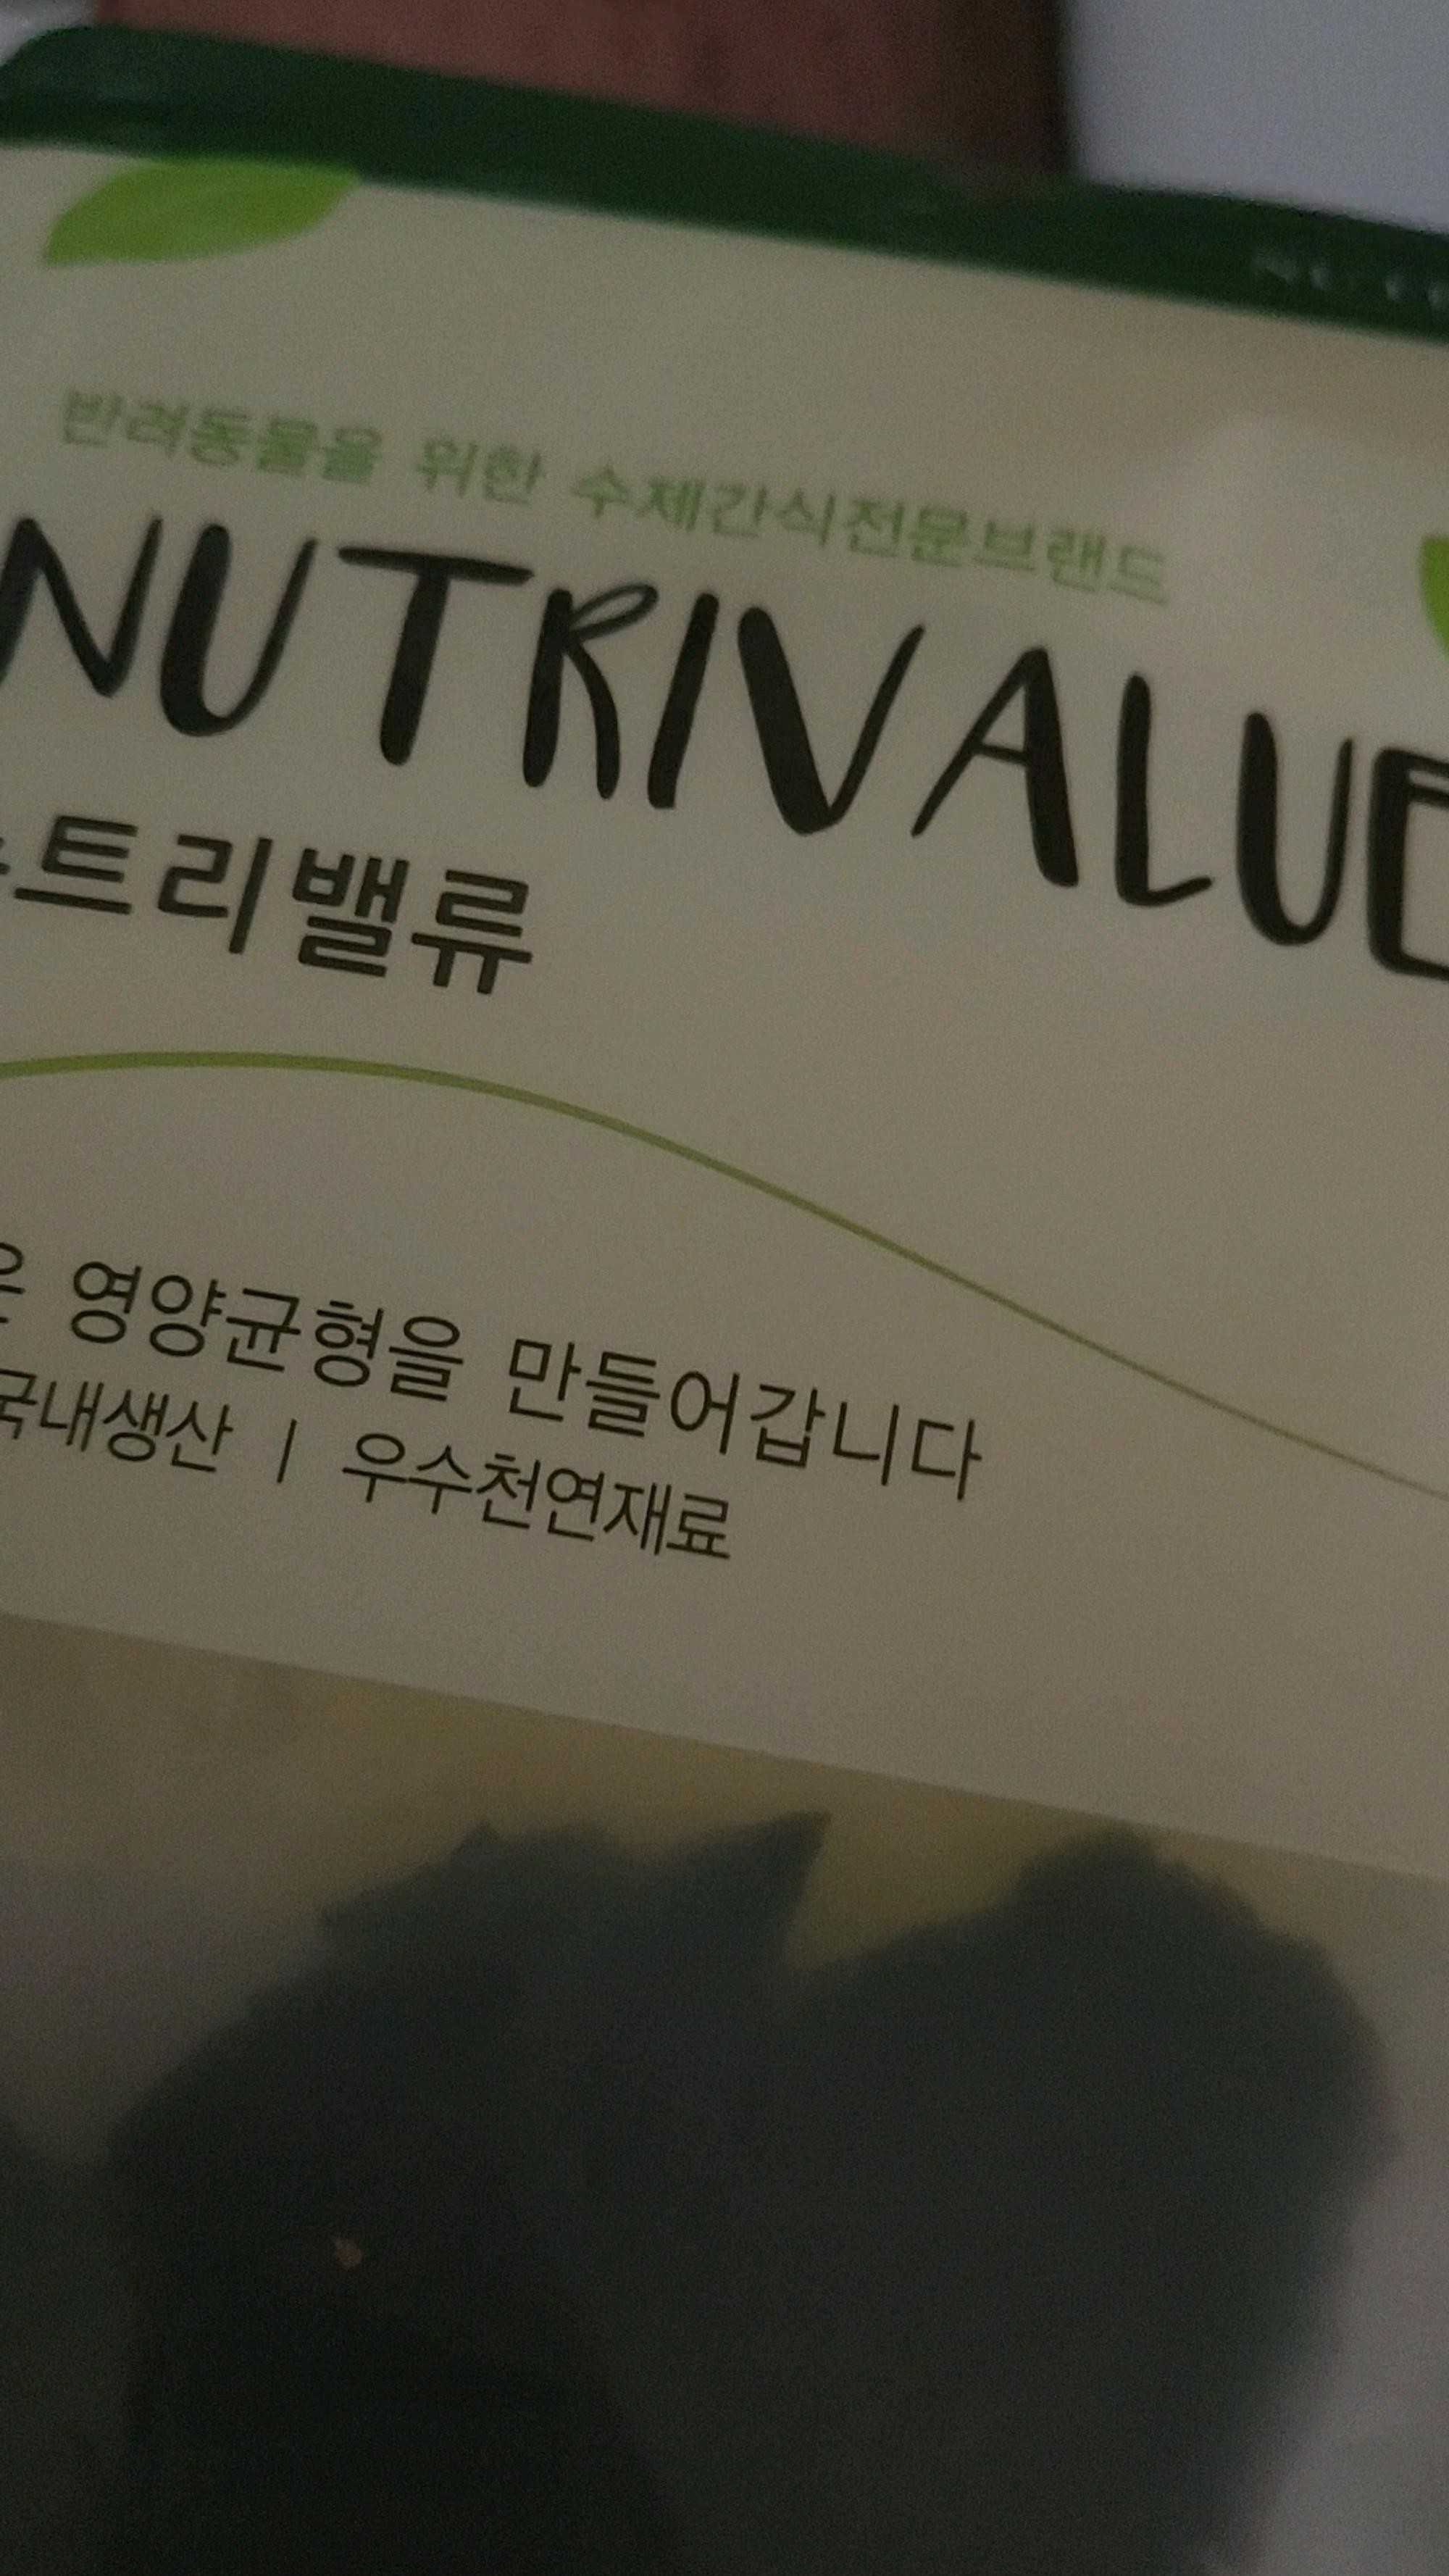 반려동물을 위한 수제간식전문브랜드
NUTRIVALUE
트리밸류
영양균형을 만들어갑니다
국내생산 | 우수천연재료